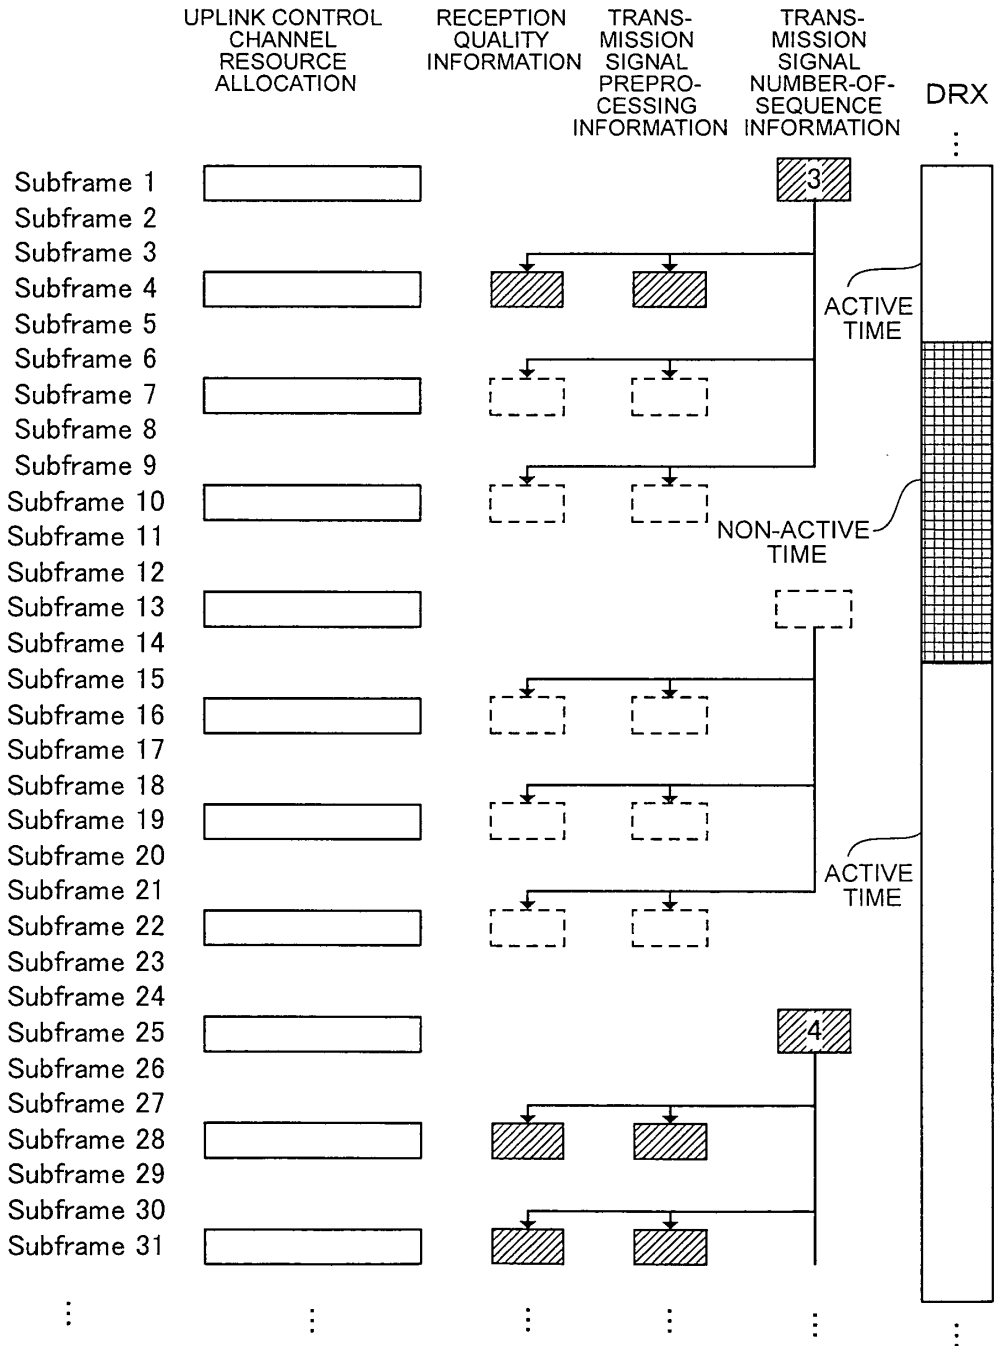 UPLINK CONTROL
CHANNEL
RESOURCE
ALLOCATION
RECEPTION
QUALITY
INFORMATION
TRANS-
MISSION
SIGNAL
PREPRO-
CESSING
INFORMATION
TRANS-
MISSION
SIGNAL
NUMBER-OF-
SEQUENCE
INFORMATION
DRX
Subframe 1
3
Subframe 2
Subframe 3
Subframe 4
ACTIVE
TIME
Subframe 5
Subframe 6
Subframe 7
Subframe 8
Subframe 9
Subframe 10
NON-ACTIVE
TIME
Subframe 11
Subframe 12
Subframe 13
Subframe 14
Subframe 15
Subframe 16
Subframe 17
Subframe 18
Subframe 19
Subframe 20
ACTIVE
TIME
Subframe 21
Subframe 22
Subframe 23
Subframe 24
Subframe 25
4
Subframe 26
Subframe 27
Subframe 28
Subframe 29
Subframe 30
Subframe 31